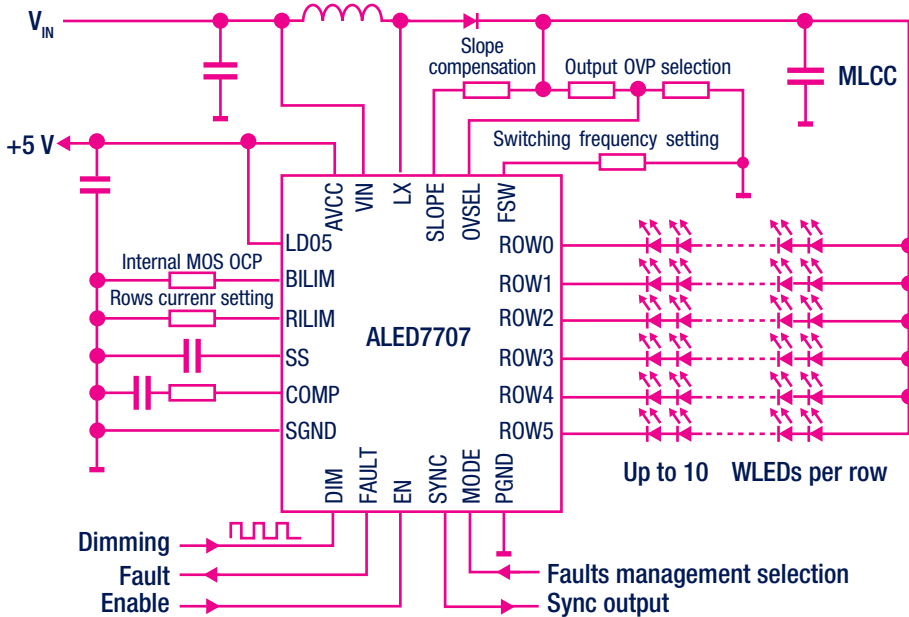 VIN
Slope
compensation
Output OVP selection
MLCC
Switching frequency setting
+5 V
AVCC
VIN
LX
SLOPE
OVSEL
FSW
LD05
Internal MOS OCP
BILIM
Rows currenr setting
RILIM
SS
COMP
SGND
ALED7707
ROW0
ROW1
ROW2
ROW3
ROW4
ROW5
Up to 10 WLEDs per row
DIM
FAULT
EN
SYNC
MODE
PGND
Dimming
Fault
Enable
Faults management selection
Sync output